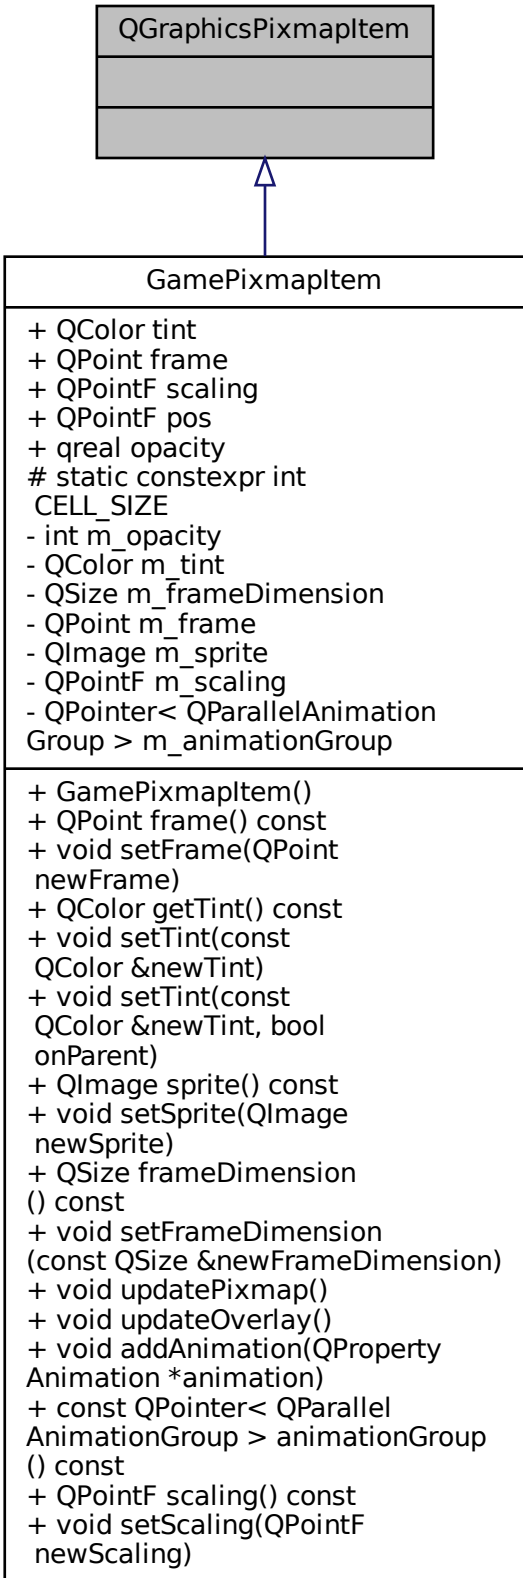 QGraphicsPixmapItem
GamePixmapItem
+ QColor tint
+ QPoint frame
+ QPointF scaling
+ QPointF pos
+ qreal opacity
# static constexpr int
CELL_SIZE
- int m_opacity
- QColor m_tint
- QSize m_frameDimension
- QPoint m_frame
- QImage m_sprite
- QPointF m_scaling
- QPointer< QParallelAnimation
Group > m_animationGroup
+ GamePixmapItem()
+ QPoint frame() const
+ void setFrame(QPoint
newFrame)
+ QColor getTint() const
+ void setTint(const
QColor &newTint)
+ void setTint(const
QColor &newTint, bool
onParent)
+ QImage sprite() const
+ void setSprite(QImage
newSprite)
+ QSize frameDimension
() const
+ void setFrameDimension
(const QSize &newFrameDimension)
+ void updatePixmap()
+ void updateOverlay()
+ void addAnimation(QProperty
Animation *animation)
+ const QPointer< QParallel
AnimationGroup > animationGroup
() const
+ QPointF scaling() const
+ void setScaling(QPointF
newScaling)